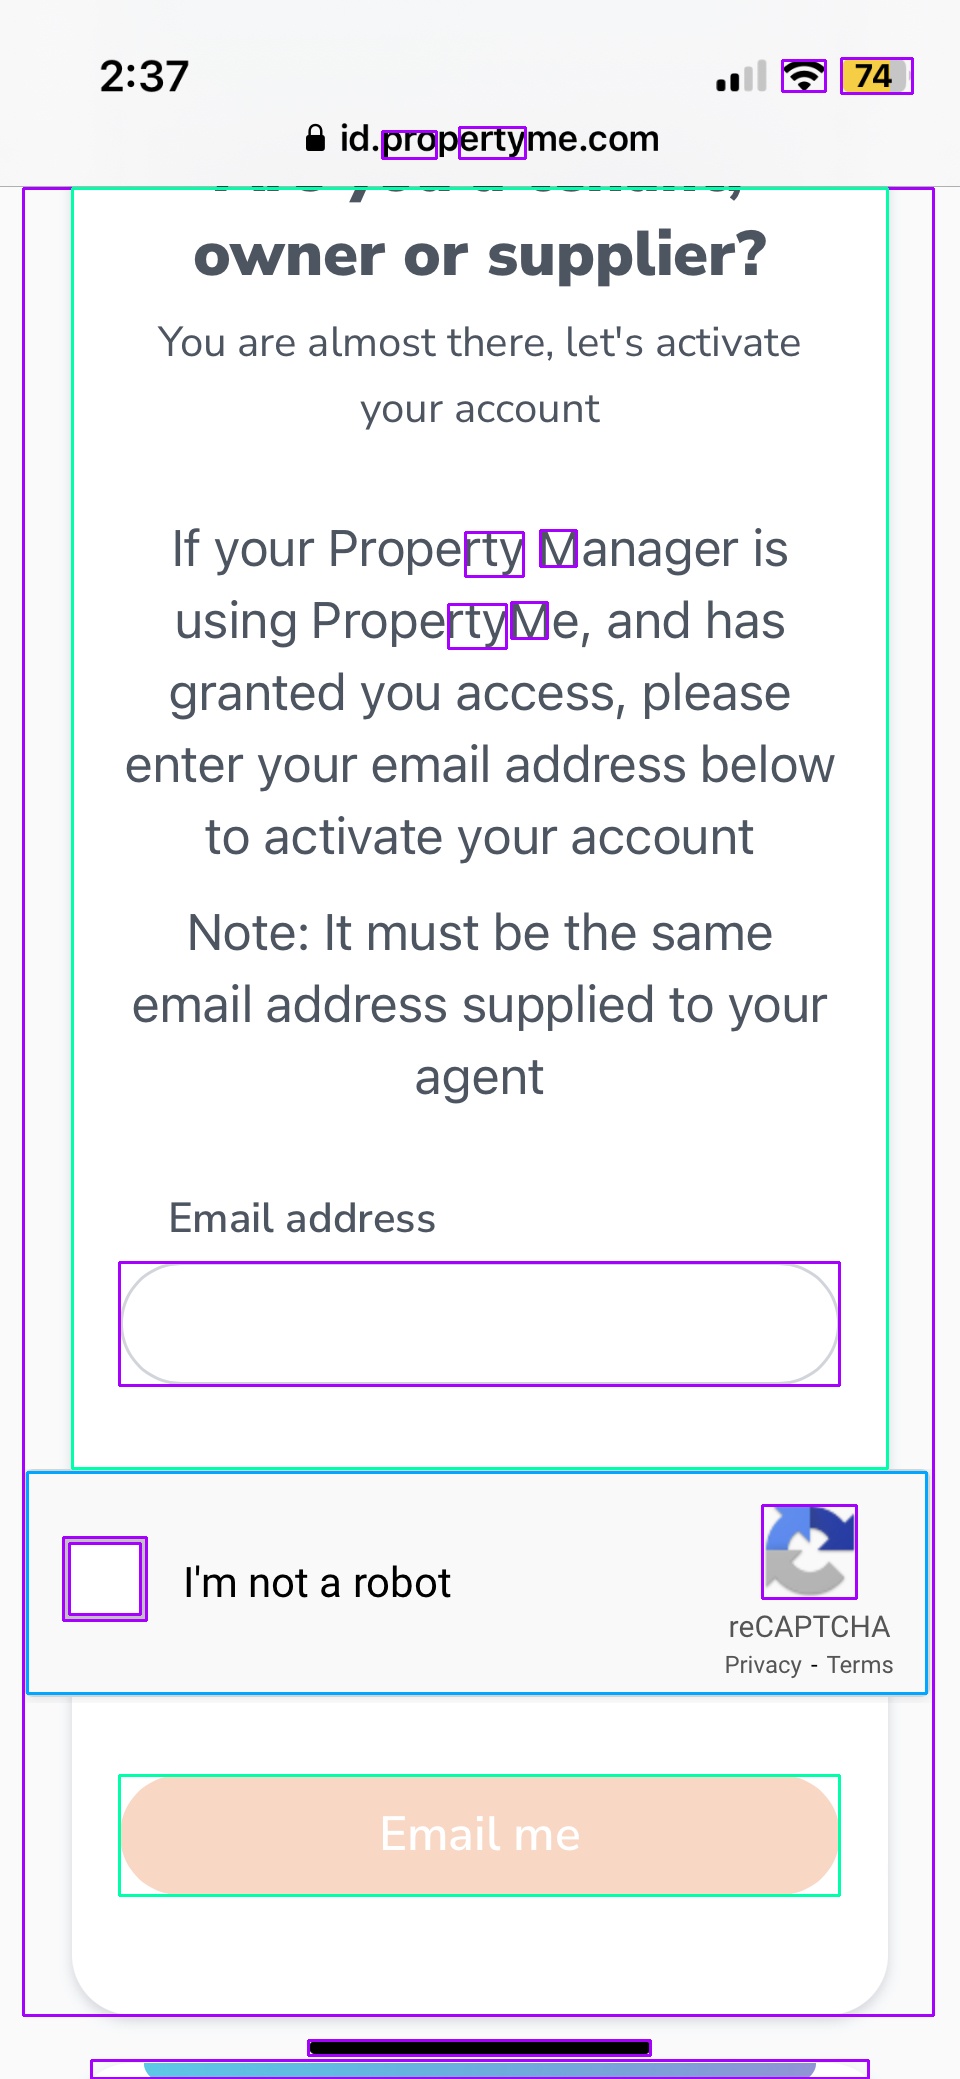 2:37
74
id.propertyme.com
Are you a tenant,
owner or supplier?
You are almost there, let's activate
your account
If your Property Manager is
using PropertyMe, and has
granted you access, please
enter your email address below
to activate your account
Note: It must be the same
email address supplied to your
agent
Email address
I'm not a robot
reCAPTCHA
Privacy - Terms
Email me